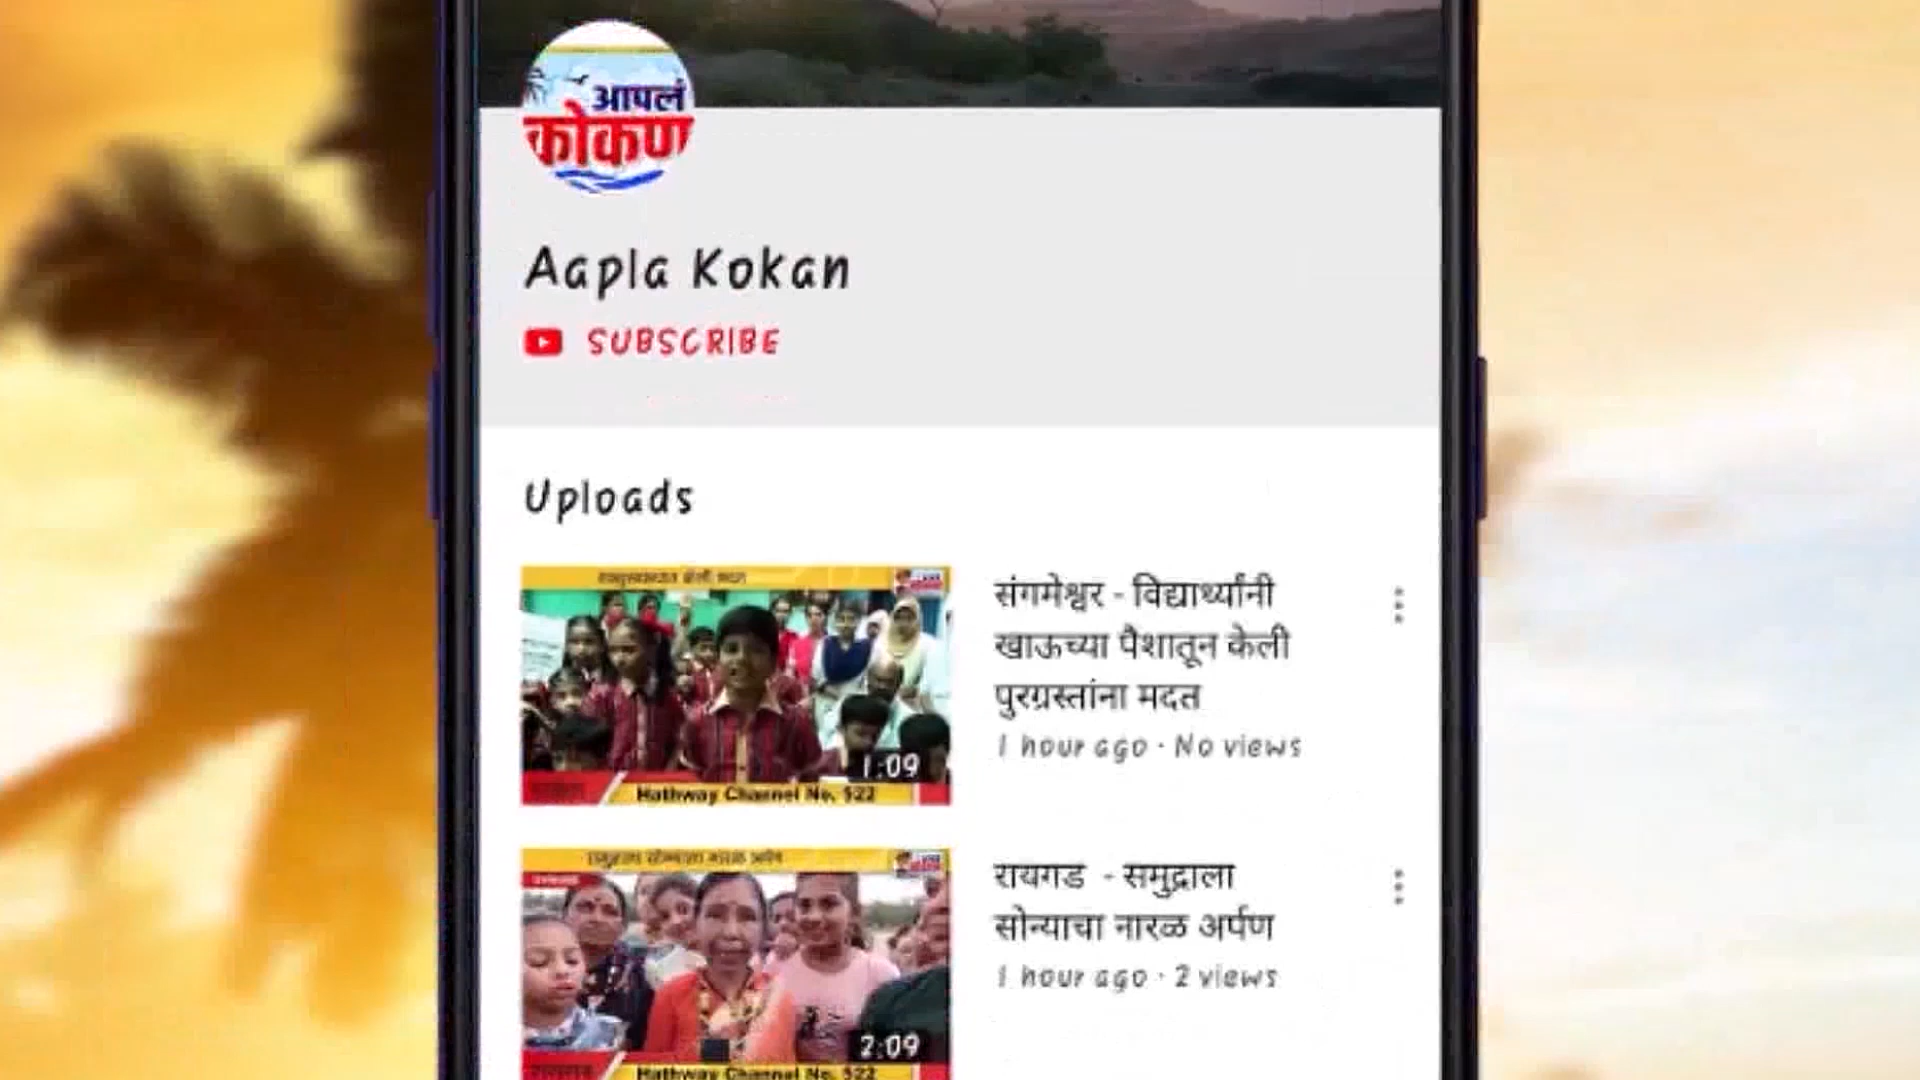 आपलं
कोकण
Aapla Kokan
SUBSCRIBE
Uploads
संगमेश्वर - विद्यार्थ्यांनी
खाऊच्या पैशातून केली
पुरग्रस्तांना मदत
1 hour ago · No views
1:09
Hathway Channel No. 522
रायगड - समुद्राला
सोन्याचा नारळ अर्पण
1 hour ago · 2 views
2:09
Hathway Channel No. 522